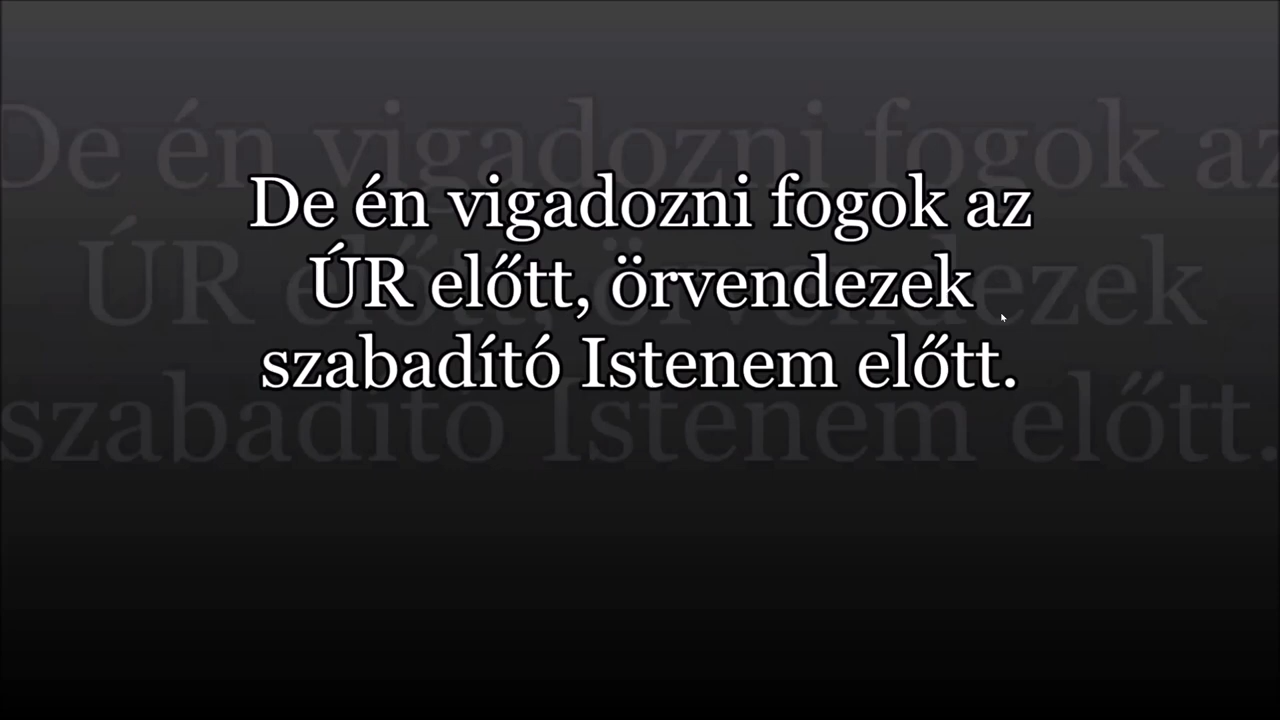 De én vigadozni fogok az
ÚR előtt, örvendezek
szabadító Istenem előtt.